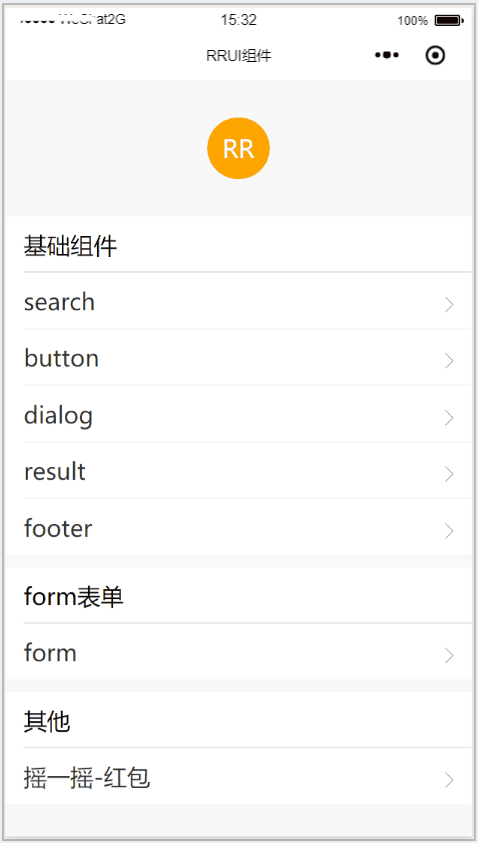 WeChat2G 15:32 100%
RRUI组件
RR
基础组件
search
button
dialog
result
footer
form表单
form
其他
摇一摇-红包